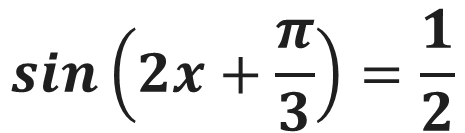 sin(2x + π/3) = 1/2